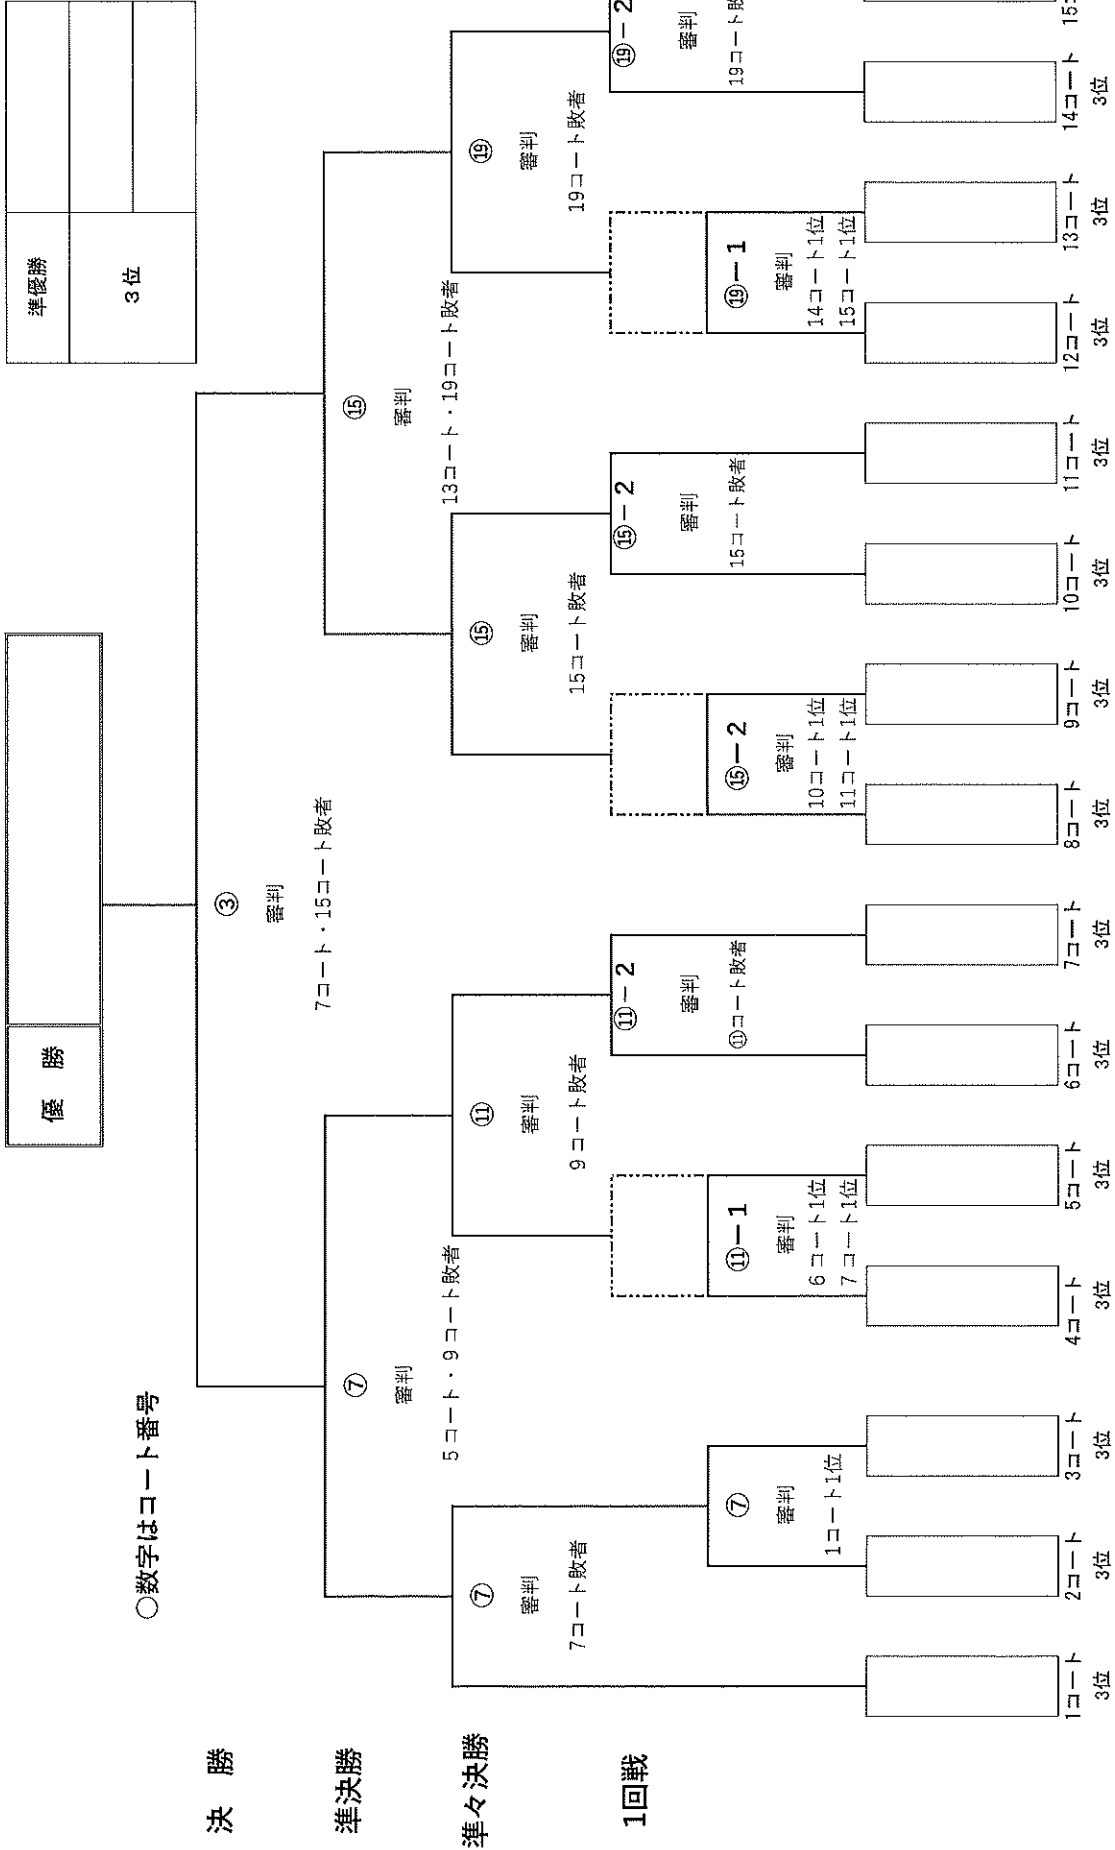 優　勝
準優勝
３位
○数字はコート番号
決　勝
③
審判
7コート・15コート敗者
準決勝
⑦
審判
５コート・９コート敗者
⑮
審判
13コート・19コート敗者
準々決勝
⑦
審判
7コート敗者
⑪
審判
９コート敗者
⑮
審判
15コート敗者
⑲
審判
19コート敗者
1回戦
⑦
審判
1コート1位
⑪－1
審判
６コート1位
７コート1位
⑪－2
審判
⑪コート敗者
⑮－2
審判
10コート1位
11コート1位
⑮－2
審判
15コート敗者
⑲－1
審判
14コート1位
15コート1位
⑲－2
審判
19コート敗
1コート
3位
2コート
3位
3コート
3位
4コート
3位
5コート
3位
6コート
3位
7コート
3位
8コート
3位
9コート
3位
10コート
3位
11コート
3位
12コート
3位
13コート
3位
14コート
3位
15コ